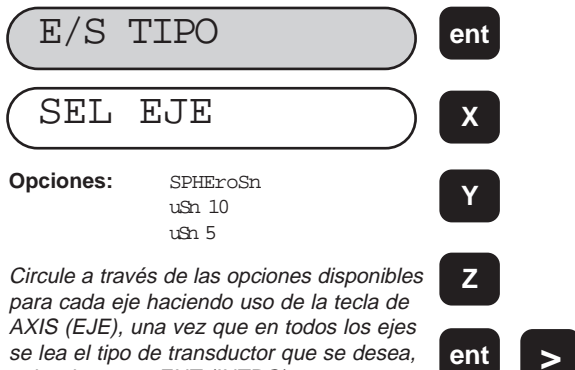 E/S TIPO
ent
SEL EJE
X
Opciones: SPHEroSn
uSn 10
uSn 5
Y
Circule a través de las opciones disponibles
para cada eje haciendo uso de la tecla de
AXIS (EJE), una vez que en todos los ejes
se lea el tipo de transductor que se desea,
Z
ent
>